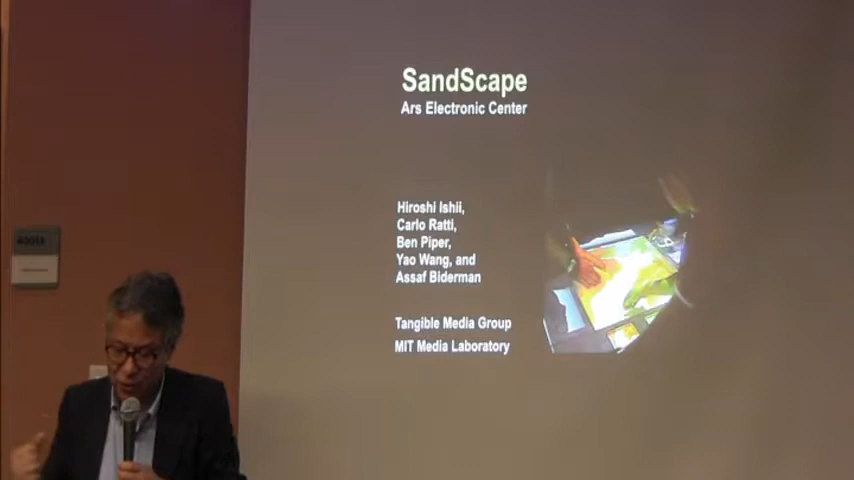 SandScape
Ars Electronic Center
Hiroshi Ishii,
Carlo Ratti,
Ben Piper,
Yao Wang, and
Assaf Biderman
Tangible Media Group
MIT Media Laboratory